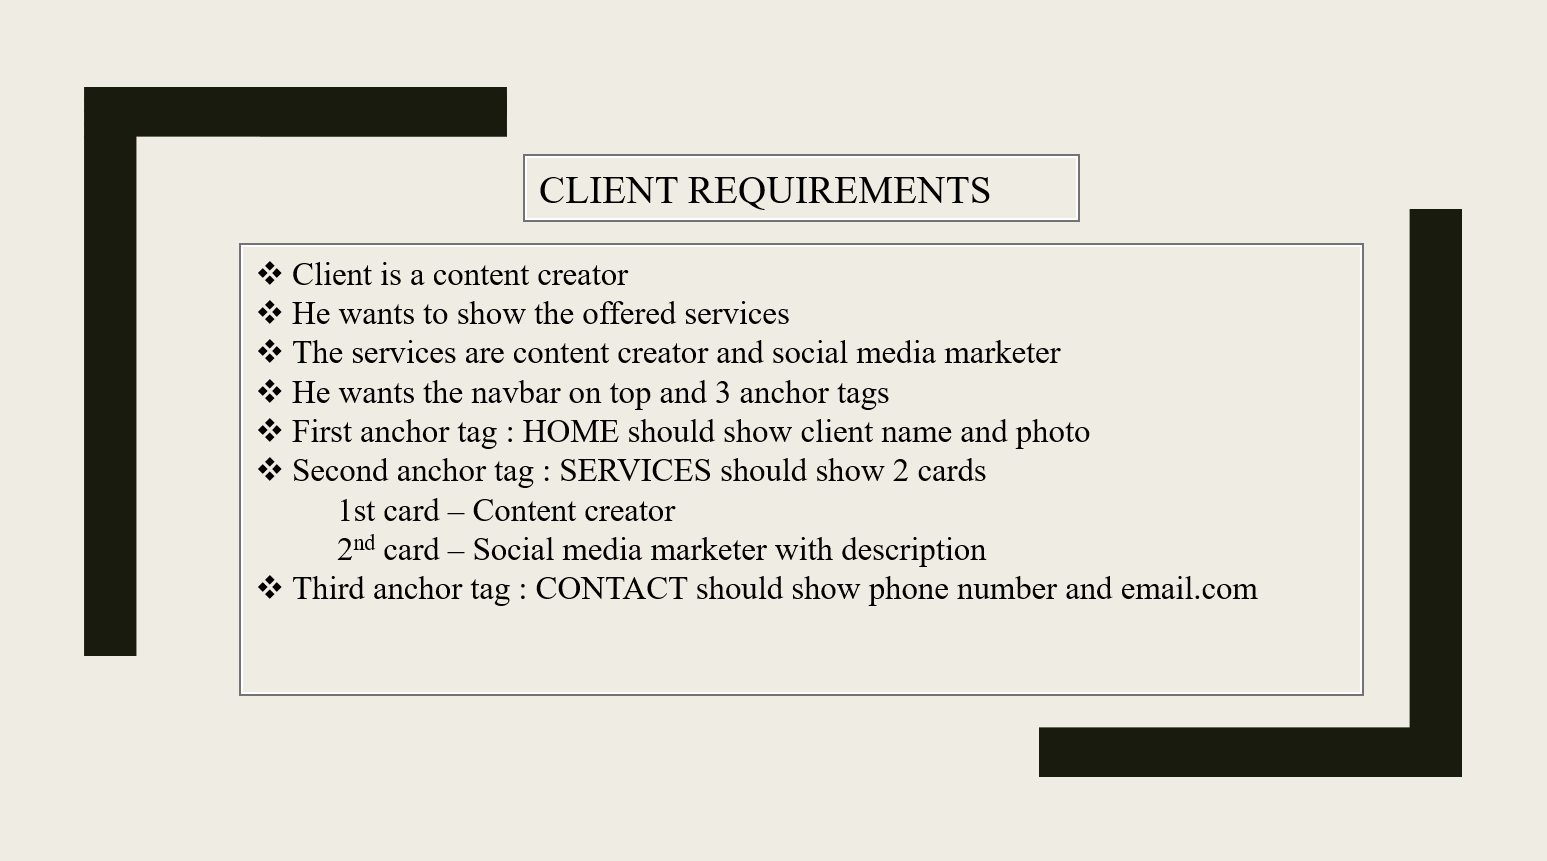 CLIENT REQUIREMENTS
❖ Client is a content creator
❖ He wants to show the offered services
❖ The services are content creator and social media marketer
❖ He wants the navbar on top and 3 anchor tags
❖ First anchor tag : HOME should show client name and photo
❖ Second anchor tag : SERVICES should show 2 cards
1st card – Content creator
2nd card – Social media marketer with description
❖ Third anchor tag : CONTACT should show phone number and email.com